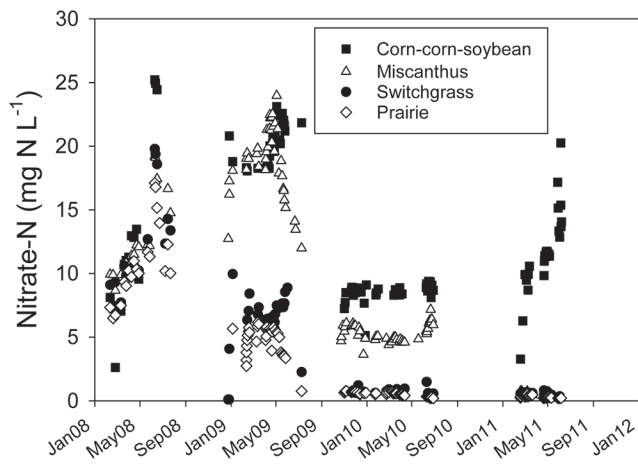 30
25
20
15
10
5
0
Nitrate-N (mg N L⁻¹)
Corn-corn-soybean
Miscanthus
Switchgrass
Prairie
Jan08
May08
Sep08
Jan09
May09
Sep09
Jan10
May10
Sep10
Jan11
May11
Sep11
Jan12